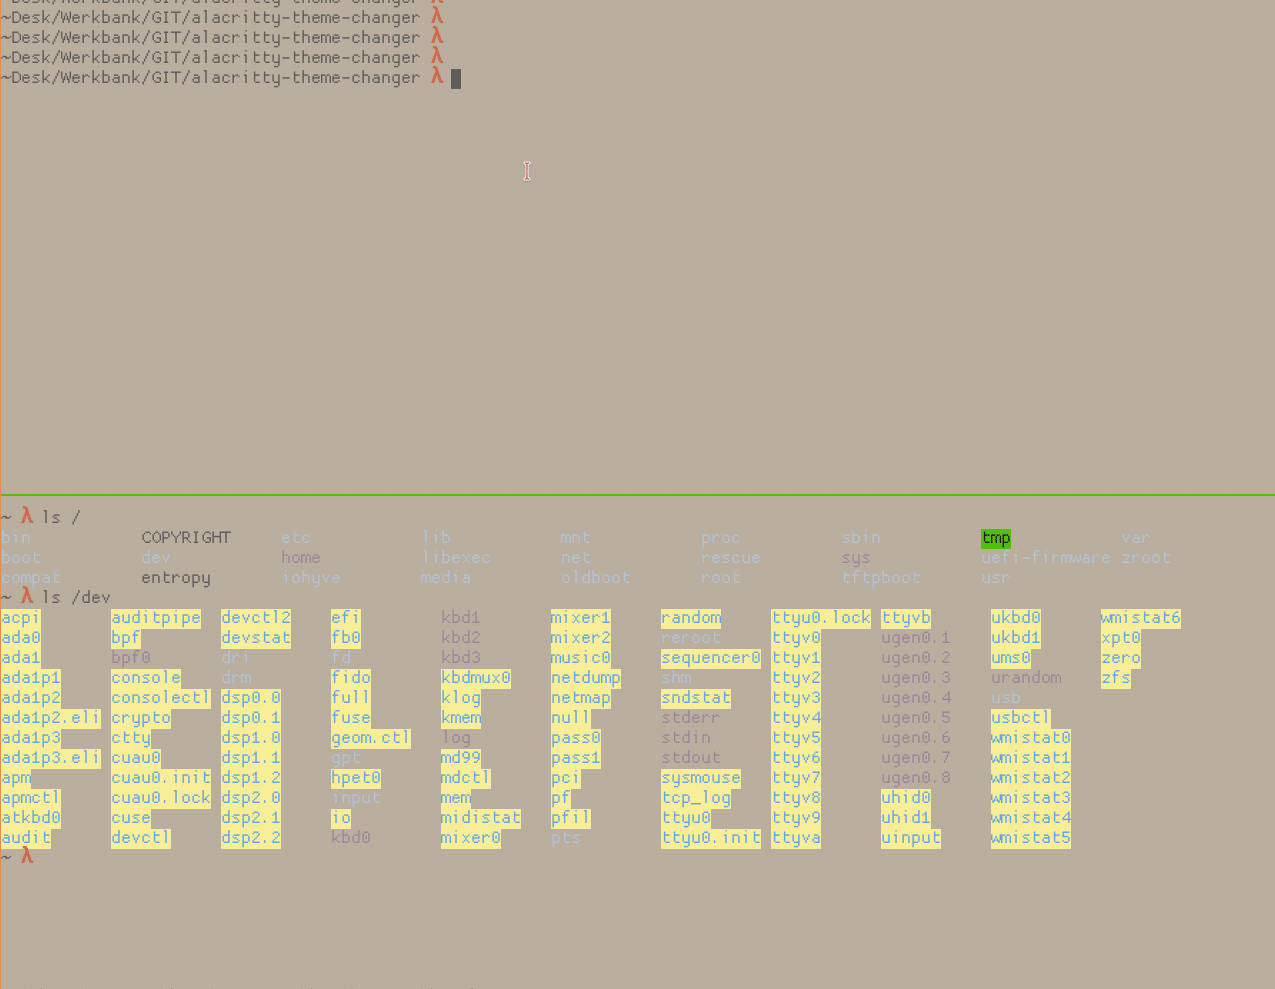 ~Desk/Werkbank/GIT/alacritty-theme-changer λ
~Desk/Werkbank/GIT/alacritty-theme-changer λ
~Desk/Werkbank/GIT/alacritty-theme-changer λ
~Desk/Werkbank/GIT/alacritty-theme-changer λ
~Desk/Werkbank/GIT/alacritty-theme-changer λ
~ λ ls /
bin COPYRIGHT etc lib mnt proc sbin tmp var
boot dev home libexec net rescue sys uefi-firmware zroot
compat entropy iohyve media oldboot root tftpboot usr
~ λ ls /dev
acpi auditpipe devctl2 efi kbd1 mixer1 random ttyu0.lock ttyvb ukbd0 wmistat6
ada0 bpf devstat fb0 kbd2 mixer2 reroot ttyv0 ugen0.1 ukbd1 xpt0
ada1 bpf0 dri fd kbd3 music0 sequencer0 ttyv1 ugen0.2 ums0 zero
ada1p1 console drm fido kbdmux0 netdump shm ttyv2 ugen0.3 urandom zfs
ada1p2 consolectl dsp0.0 full klog netmap sndstat ttyv3 ugen0.4 usb
ada1p2.eli crypto dsp0.1 fuse kmem null stderr ttyv4 ugen0.5 usbctl
ada1p3 ctty dsp1.0 geom.ctl log pass0 stdin ttyv5 ugen0.6 wmistat0
ada1p3.eli cuau0 dsp1.1 gpt md99 pass1 stdout ttyv6 ugen0.7 wmistat1
apm cuau0.init dsp1.2 hpet0 mdctl pci sysmouse ttyv7 ugen0.8 wmistat2
apmctl cuau0.lock dsp2.0 input mem pf tcp_log ttyv8 uhid0 wmistat3
atkbd0 cuse dsp2.1 io midistat pfil ttyu0 ttyv9 uhid1 wmistat4
audit devctl dsp2.2 kbd0 mixer0 pts ttyu0.init ttyva uinput wmistat5
~ λ